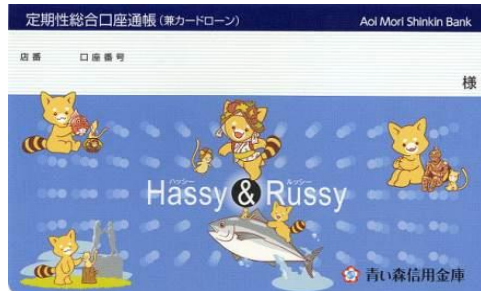 定期性総合口座通帳(兼カードローン) Aoi Mori Shinkin Bank
店番 口座番号
様
ハッシー ルッシー
Hassy & Russy
青い森信用金庫